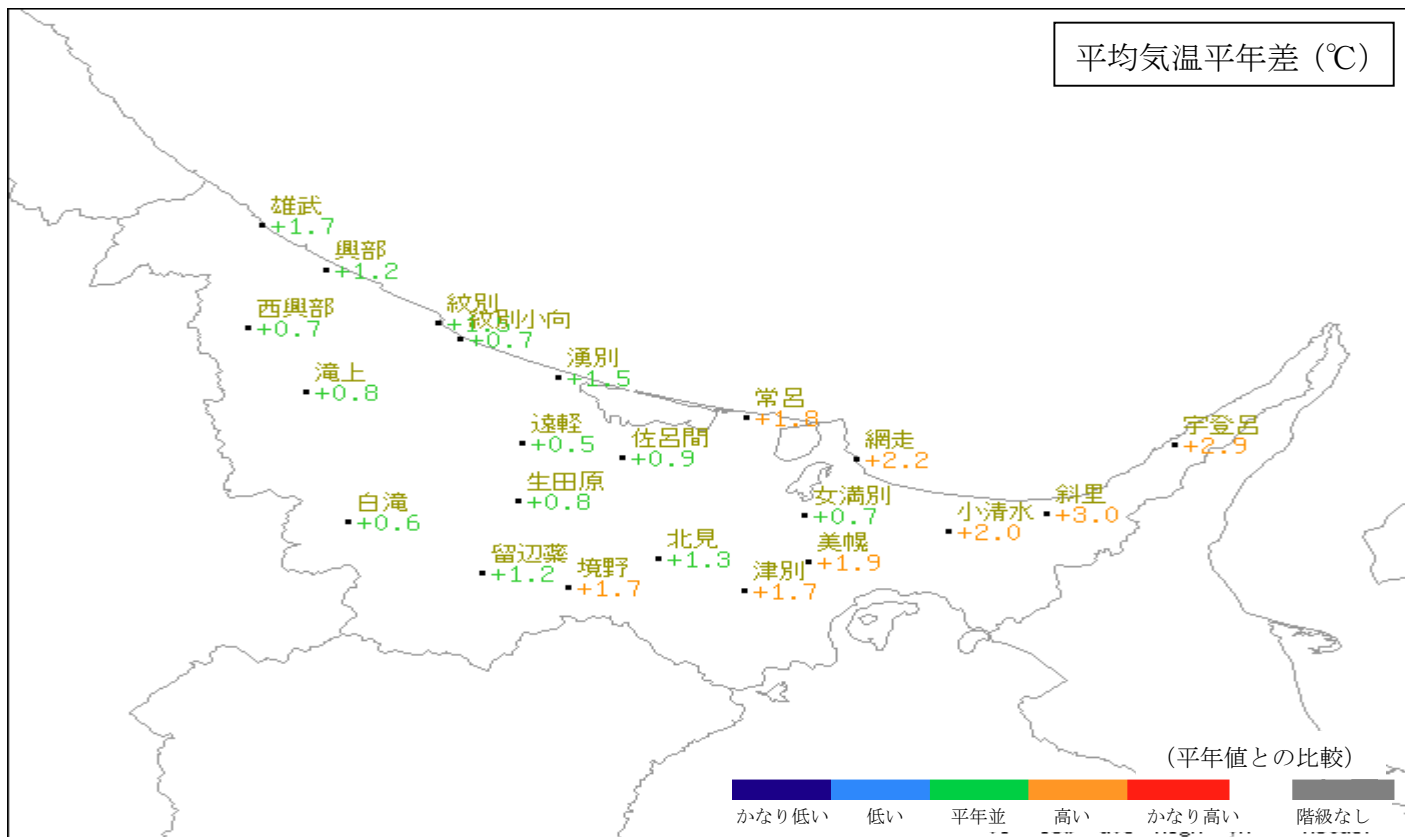 平均気温平年差（℃）
雄武
+1.7
興部
+1.2
西興部
+0.7
紋別
紋別小向
+0.7
滝上
+0.8
湧別
+1.5
常呂
+1.8
遠軽
+0.5
佐呂間
+0.9
網走
+2.2
宇登呂
+2.9
生田原
+0.8
白滝
+0.6
女満別
+0.7
小清水
+2.0
斜里
+3.0
留辺蘂
+1.2
境野
+1.7
北見
+1.3
津別
+1.7
美幌
+1.9
（平年値との比較）
かなり低い 低い 平年並 高い かなり高い 階級なし